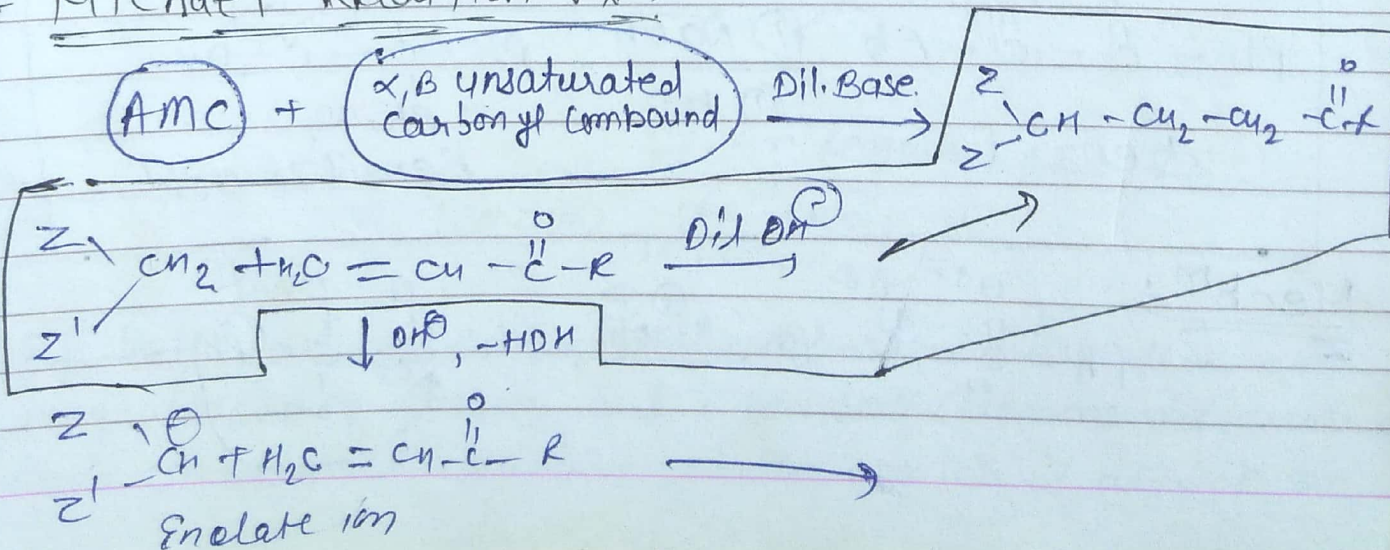 Michael
AMC + α,β unsaturated carbonyl compound Dil. Base. → Z Z' CH - CH2 - CH2 - C(=O) - R
Z Z' CH2 + H2C = CH - C(=O) - R Dil OH⊖ →
↓ OH⊖, -HOH
Z Z' CH⊖ + H2C = CH - C(=O) - R →
Enolate ion